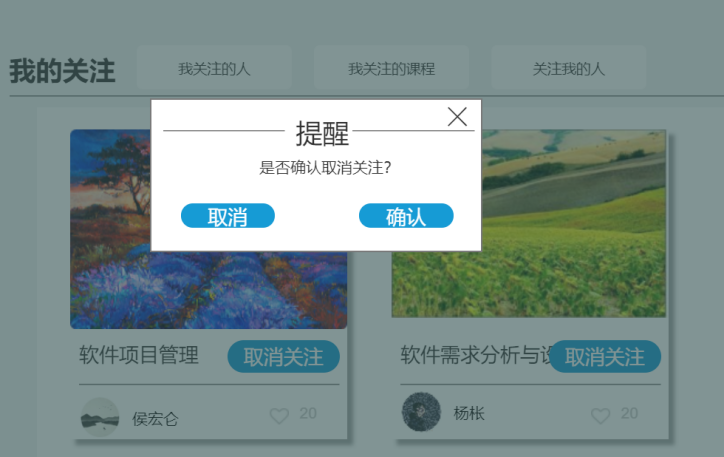 我的关注
我关注的人
我关注的课程
关注我的人
提醒
是否确认取消关注?
取消
确认
软件项目管理
取消关注
软件需求分析与设
取消关注
侯宏仑
20
杨枨
20